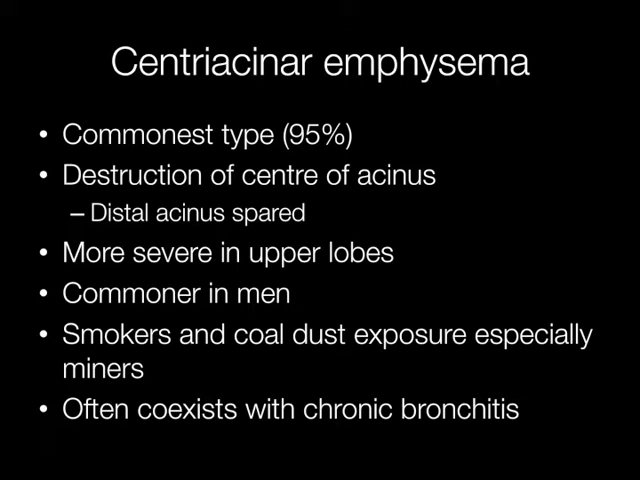 Centriacinar emphysema
• Commonest type (95%)
• Destruction of centre of acinus
– Distal acinus spared
• More severe in upper lobes
• Commoner in men
• Smokers and coal dust exposure especially
miners
• Often coexists with chronic bronchitis